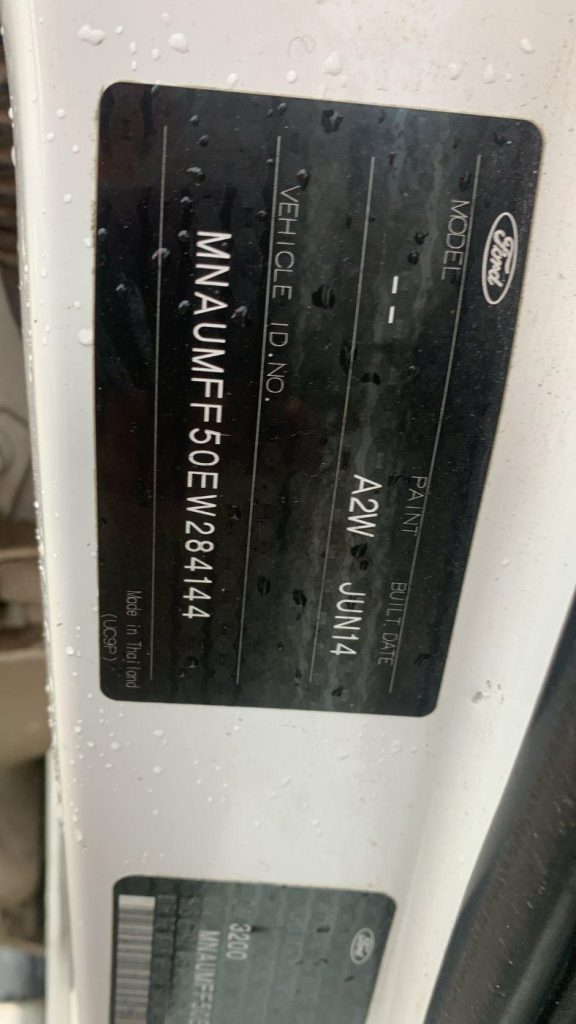 Ford
MODEL PAINT BUILT DATE
-- A2W JUN14
VEHICLE ID.NO.
MNAUMFF50EW284144
Made in Thailand
(UC9P)
Ford
3200